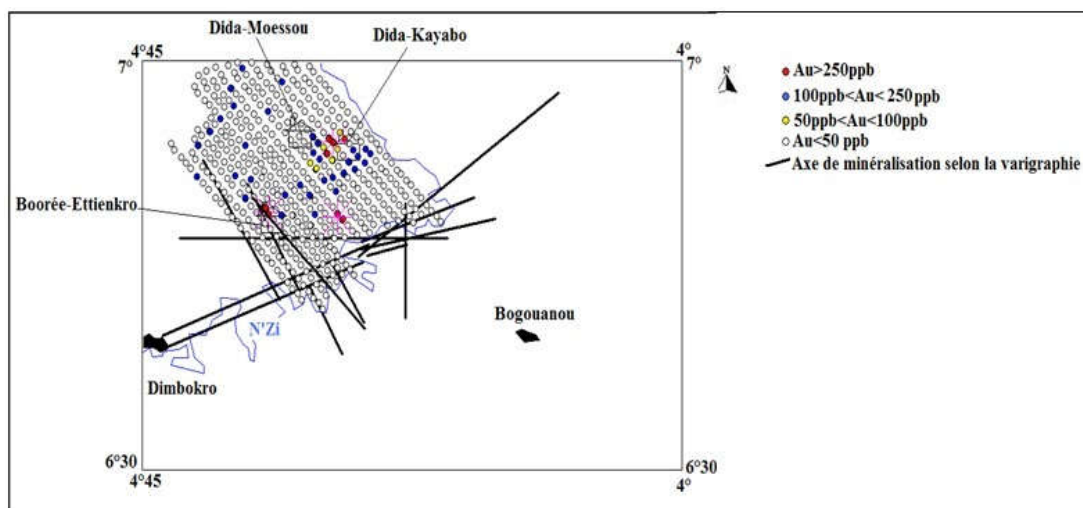 Dida-Moessou
Dida-Kayabo
4°45
4°
7°
7°
N
Au>250ppb
100ppb<Au<250ppb
50ppb<Au<100ppb
Au<50 ppb
Axe de minéralisation selon la varigraphie
Boorée-Ettienkro
Bogouanou
N'Zi
Dimbokro
6°30
6°30
4°45
4°